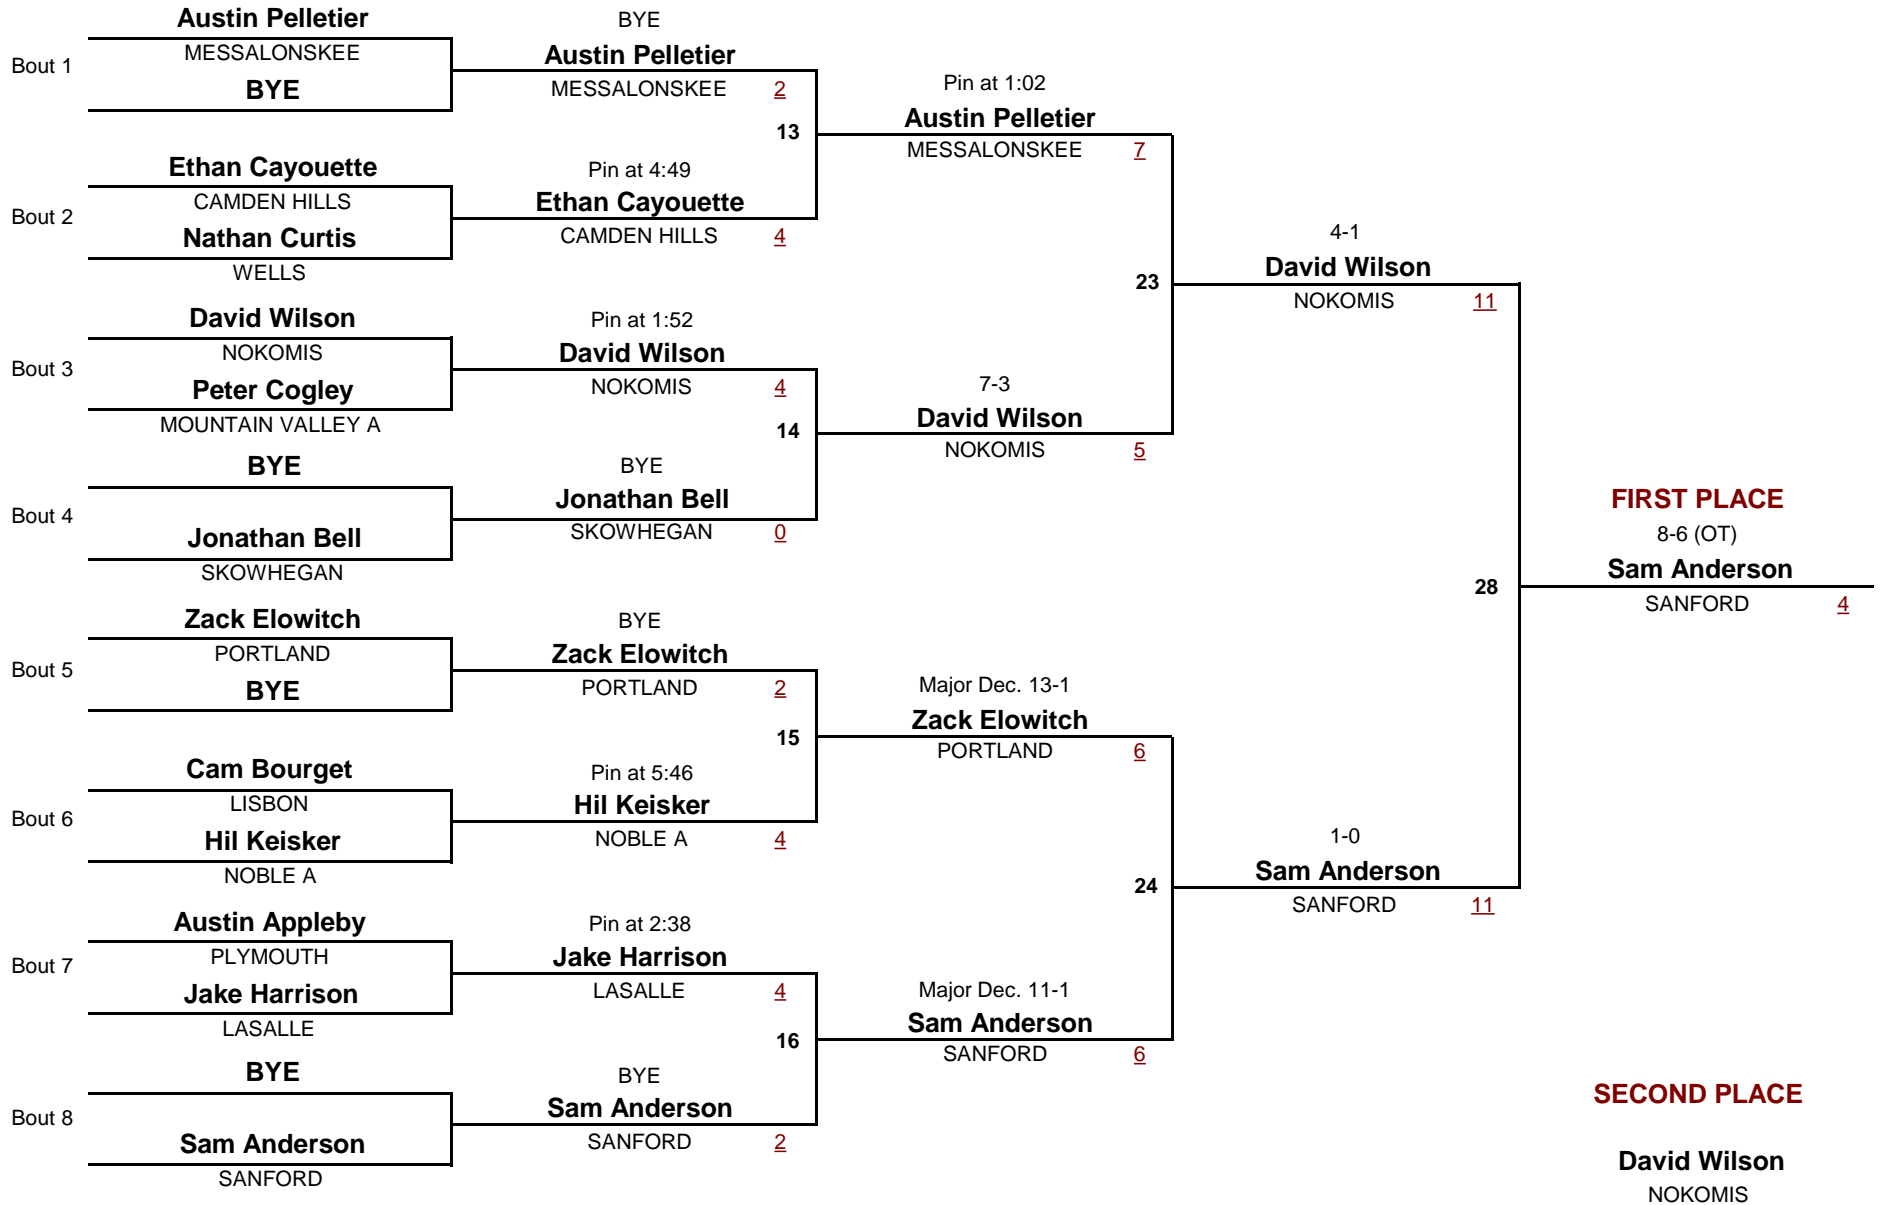 Austin Pelletier
MESSALONSKEE
Bout 1
BYE
Ethan Cayouette
CAMDEN HILLS
Bout 2
Nathan Curtis
WELLS
David Wilson
NOKOMIS
Bout 3
Peter Cogley
MOUNTAIN VALLEY A
BYE
Bout 4
Jonathan Bell
SKOWHEGAN
Zack Elowitch
PORTLAND
Bout 5
BYE
Cam Bourget
LISBON
Bout 6
Hil Keisker
NOBLE A
Austin Appleby
PLYMOUTH
Bout 7
Jake Harrison
LASALLE
BYE
Bout 8
Sam Anderson
SANFORD
BYE
Austin Pelletier
MESSALONSKEE 2
13
Pin at 4:49
Ethan Cayouette
CAMDEN HILLS 4
Pin at 1:52
David Wilson
NOKOMIS 4
14
BYE
Jonathan Bell
SKOWHEGAN 0
BYE
Zack Elowitch
PORTLAND 2
15
Pin at 5:46
Hil Keisker
NOBLE A 4
Pin at 2:38
Jake Harrison
LASALLE 4
16
BYE
Sam Anderson
SANFORD 2
Pin at 1:02
Austin Pelletier
MESSALONSKEE 7
23
7-3
David Wilson
NOKOMIS 5
Major Dec. 13-1
Zack Elowitch
PORTLAND 6
24
Major Dec. 11-1
Sam Anderson
SANFORD 6
4-1
David Wilson
NOKOMIS 11
28
1-0
Sam Anderson
SANFORD 11
FIRST PLACE
8-6 (OT)
Sam Anderson
SANFORD 4
SECOND PLACE
David Wilson
NOKOMIS